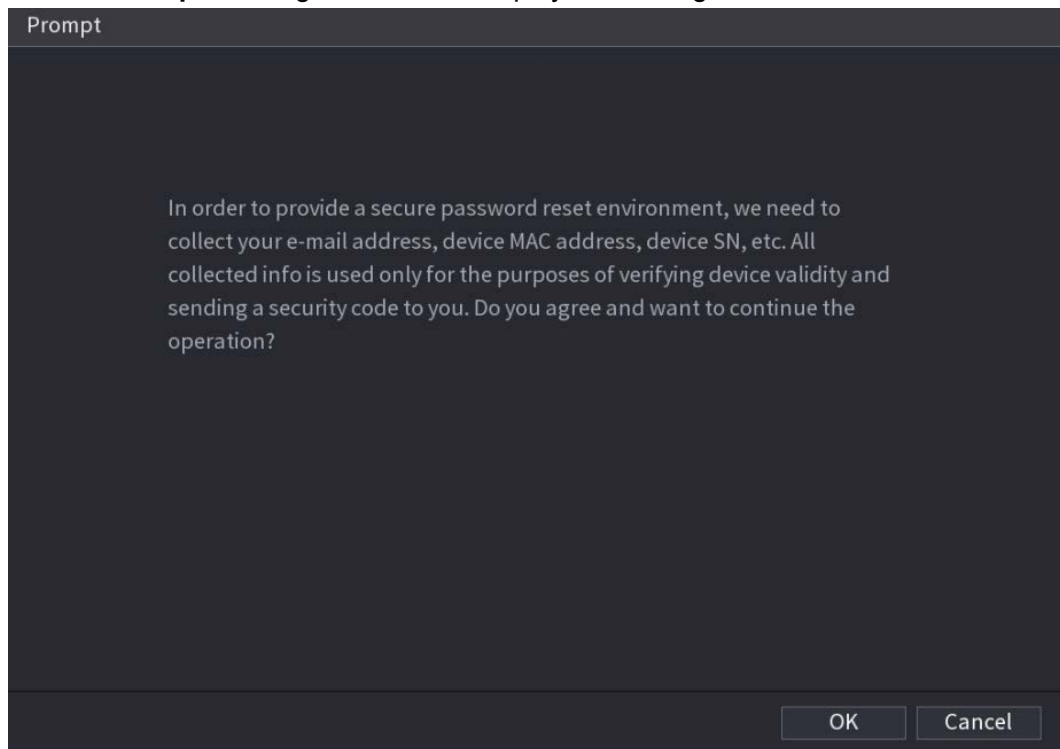 Prompt
In order to provide a secure password reset environment, we need to
collect your e-mail address, device MAC address, device SN, etc. All
collected info is used only for the purposes of verifying device validity and
sending a security code to you. Do you agree and want to continue the
operation?
OK Cancel